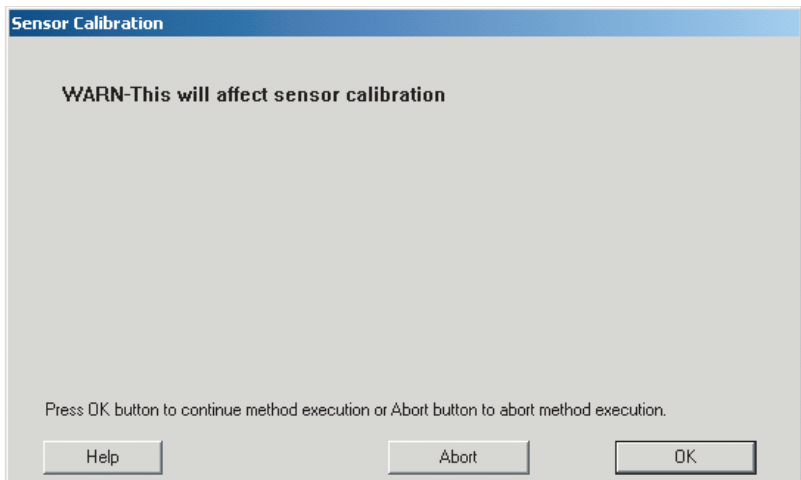 Sensor Calibration
WARN-This will affect sensor calibration
Press OK button to continue method execution or Abort button to abort method execution.
Help
Abort
OK